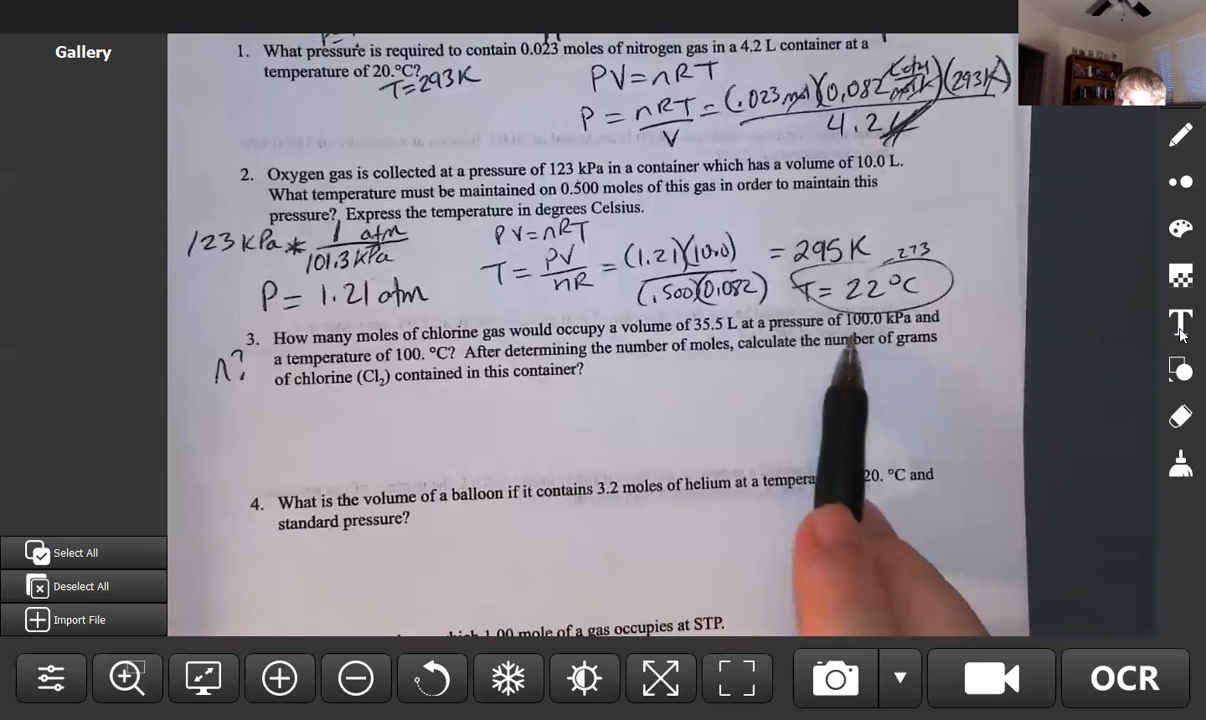 Gallery
1. What pressure is required to contain 0.023 moles of nitrogen gas in a 4.2 L container at a
temperature of 20.°C?
T=293K
PV=nRT
P = nRT/V = (.023mol)(0,082 L·atm/mol·K)(293K)/4.2L
2. Oxygen gas is collected at a pressure of 123 kPa in a container which has a volume of 10.0 L.
What temperature must be maintained on 0.500 moles of this gas in order to maintain this
pressure? Express the temperature in degrees Celsius.
123 kPa * 1 atm/101.3 kPa
P = 1.21 atm
PV=nRT
T = PV/nR = (1.21)(10.0)/(.500)(0,082) = 295K -273
T= 22°C
3. How many moles of chlorine gas would occupy a volume of 35.5 L at a pressure of 100.0 kPa and
a temperature of 100. °C? After determining the number of moles, calculate the number of grams
of chlorine (Cl₂) contained in this container?
n?
4. What is the volume of a balloon if it contains 3.2 moles of helium at a 20. °C and
standard pressure?
1.00 mole of a gas occupies at STP.
Select All
Deselect All
Import File
OCR